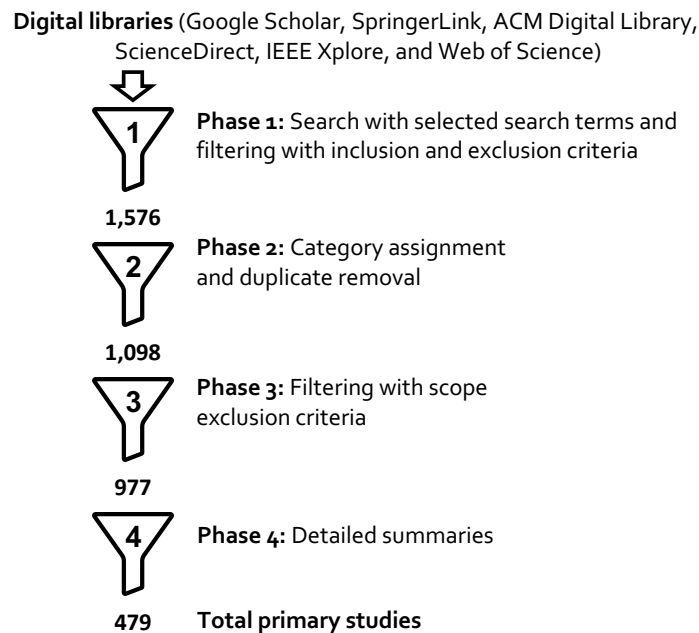 Digital libraries (Google Scholar, SpringerLink, ACM Digital Library,
ScienceDirect, IEEE Xplore, and Web of Science)
1
Phase 1: Search with selected search terms and
filtering with inclusion and exclusion criteria
1,576
2
Phase 2: Category assignment
and duplicate removal
1,098
3
Phase 3: Filtering with scope
exclusion criteria
977
4
Phase 4: Detailed summaries
479 Total primary studies